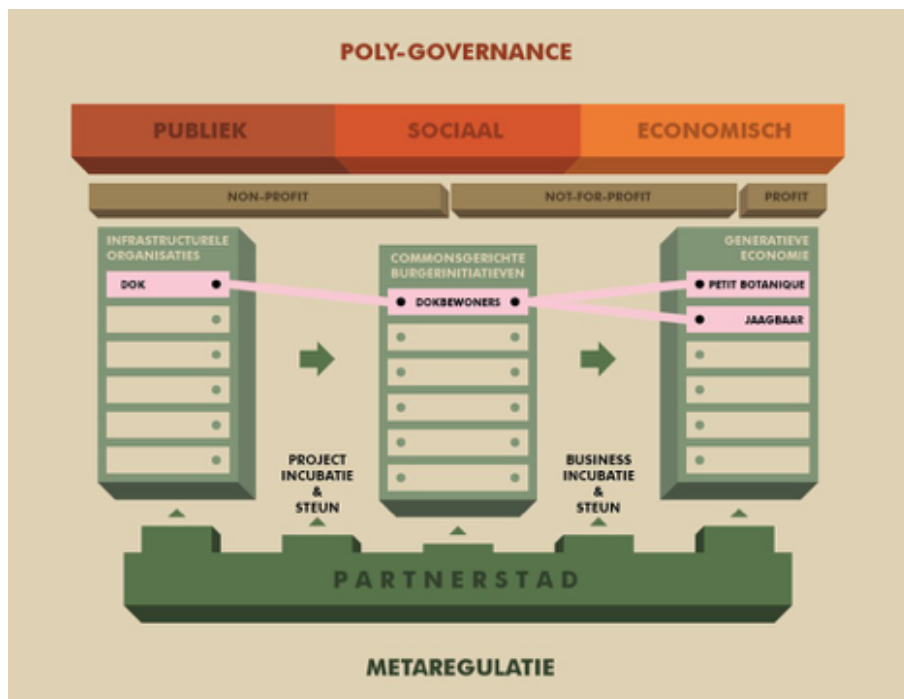 POLY-GOVERNANCE
PUBLIEK SOCIAAL ECONOMISCH
NON-PROFIT NOT-FOR-PROFIT PROFIT
INFRASTRUCTURELE
ORGANISATIES
DOK
COMMONSGERICHTE
BURGERINITIATIEVEN
DOKBEWONERS
GENERATIEVE
ECONOMIE
PETIT BOTANIQUE
JAAGBAAR
PROJECT
INCUBATIE
&
STEUN
BUSINESS
INCUBATIE
&
STEUN
PARTNERSTAD
METAREGULATIE